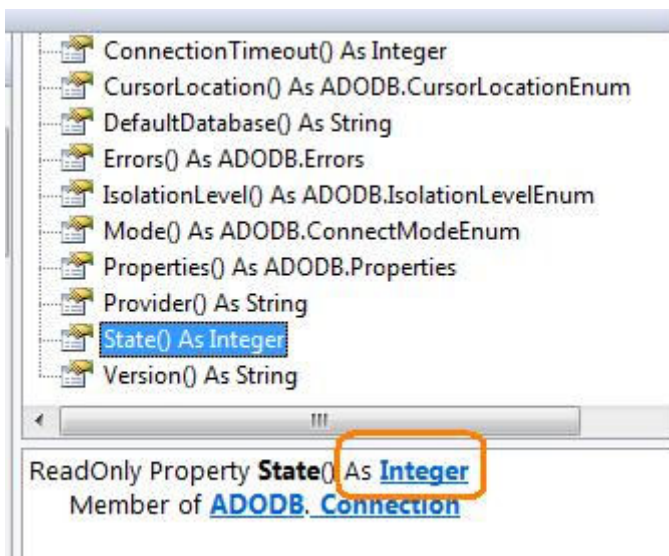 ConnectionTimeout() As Integer
CursorLocation() As ADODB.CursorLocationEnum
DefaultDatabase() As String
Errors() As ADODB.Errors
IsolationLevel() As ADODB.IsolationLevelEnum
Mode() As ADODB.ConnectModeEnum
Properties() As ADODB.Properties
Provider() As String
State() As Integer
Version() As String
ReadOnly Property State() As Integer
Member of ADODB._Connection